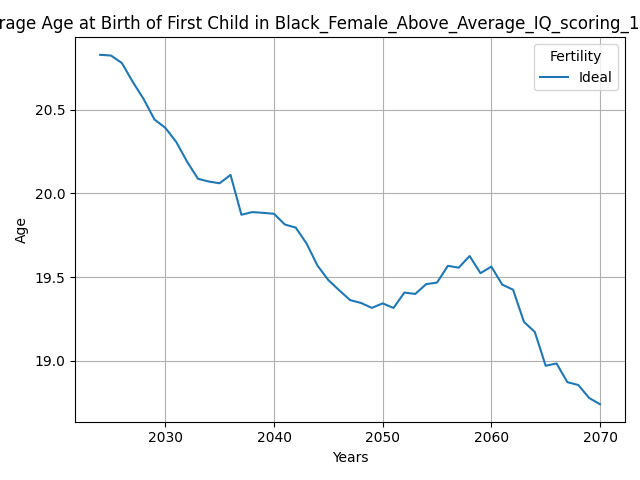 Age at Birth of First Child in Black_Female_Above_Average_IQ_scoring_1
Fertility
Ideal
20.5
20.0
Age
19.5
19.0
2030 2040 2050 2060 2070
Years